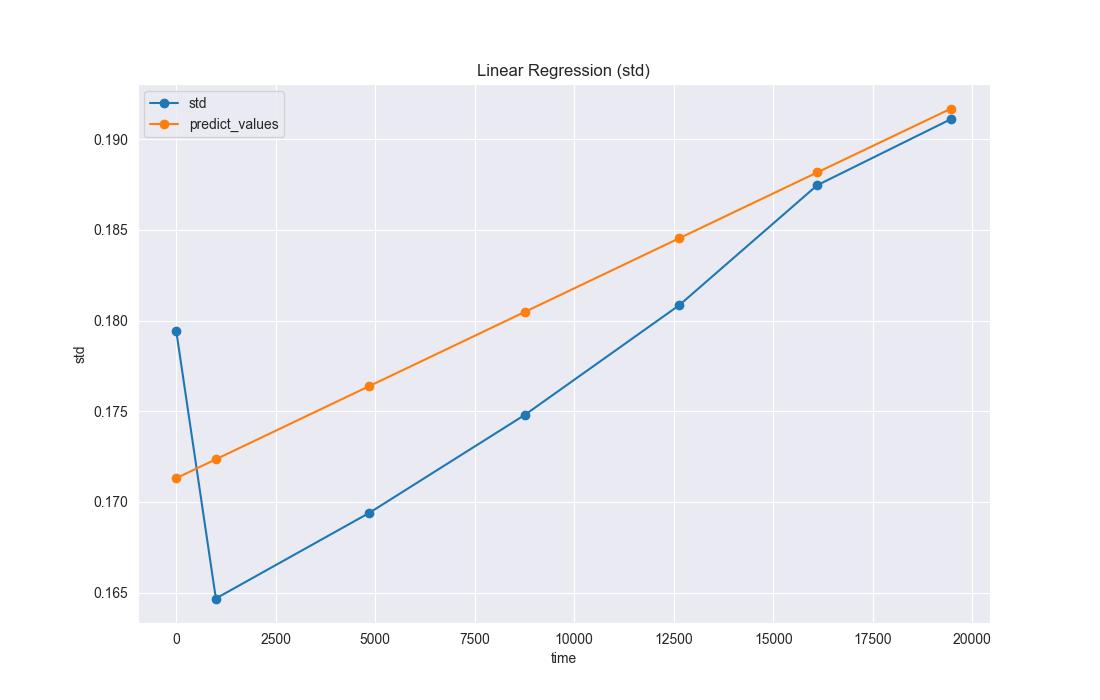 Linear Regression (std)
std
predict_values
0.190
0.185
0.180
0.175
0.170
0.165
std
0 2500 5000 7500 10000 12500 15000 17500 20000
time